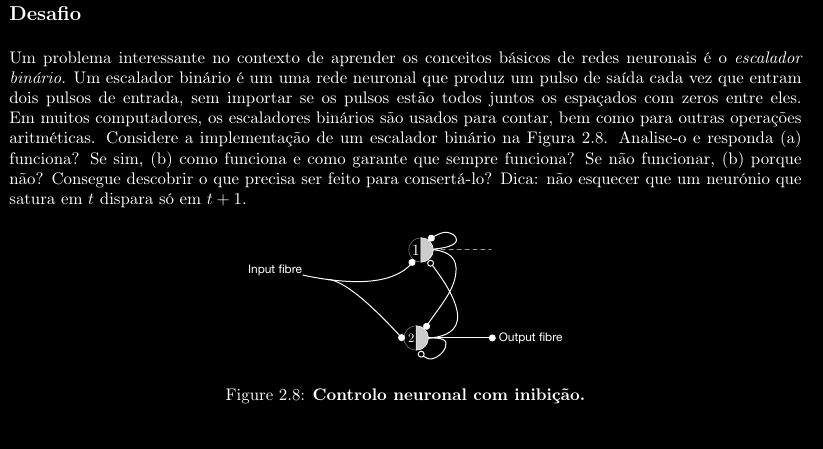 Desafio
Um problema interessante no contexto de aprender os conceitos básicos de redes neuronais é o escalador
binário. Um escalador binário é um uma rede neuronal que produz um pulso de saída cada vez que entram
dois pulsos de entrada, sem importar se os pulsos estão todos juntos os espaçados com zeros entre eles.
Em muitos computadores, os escaladores binários são usados para contar, bem como para outras operações
aritméticas. Considere a implementação de um escalador binário na Figura 2.8. Analise-o e responda (a)
funciona? Se sim, (b) como funciona e como garante que sempre funciona? Se não funcionar, (b) porque
não? Consegue descobrir o que precisa ser feito para consertá-lo? Dica: não esquecer que um neurónio que
satura em t dispara só em t + 1.
1
Input fibre
2
Output fibre
Figure 2.8: Controlo neuronal com inibição.